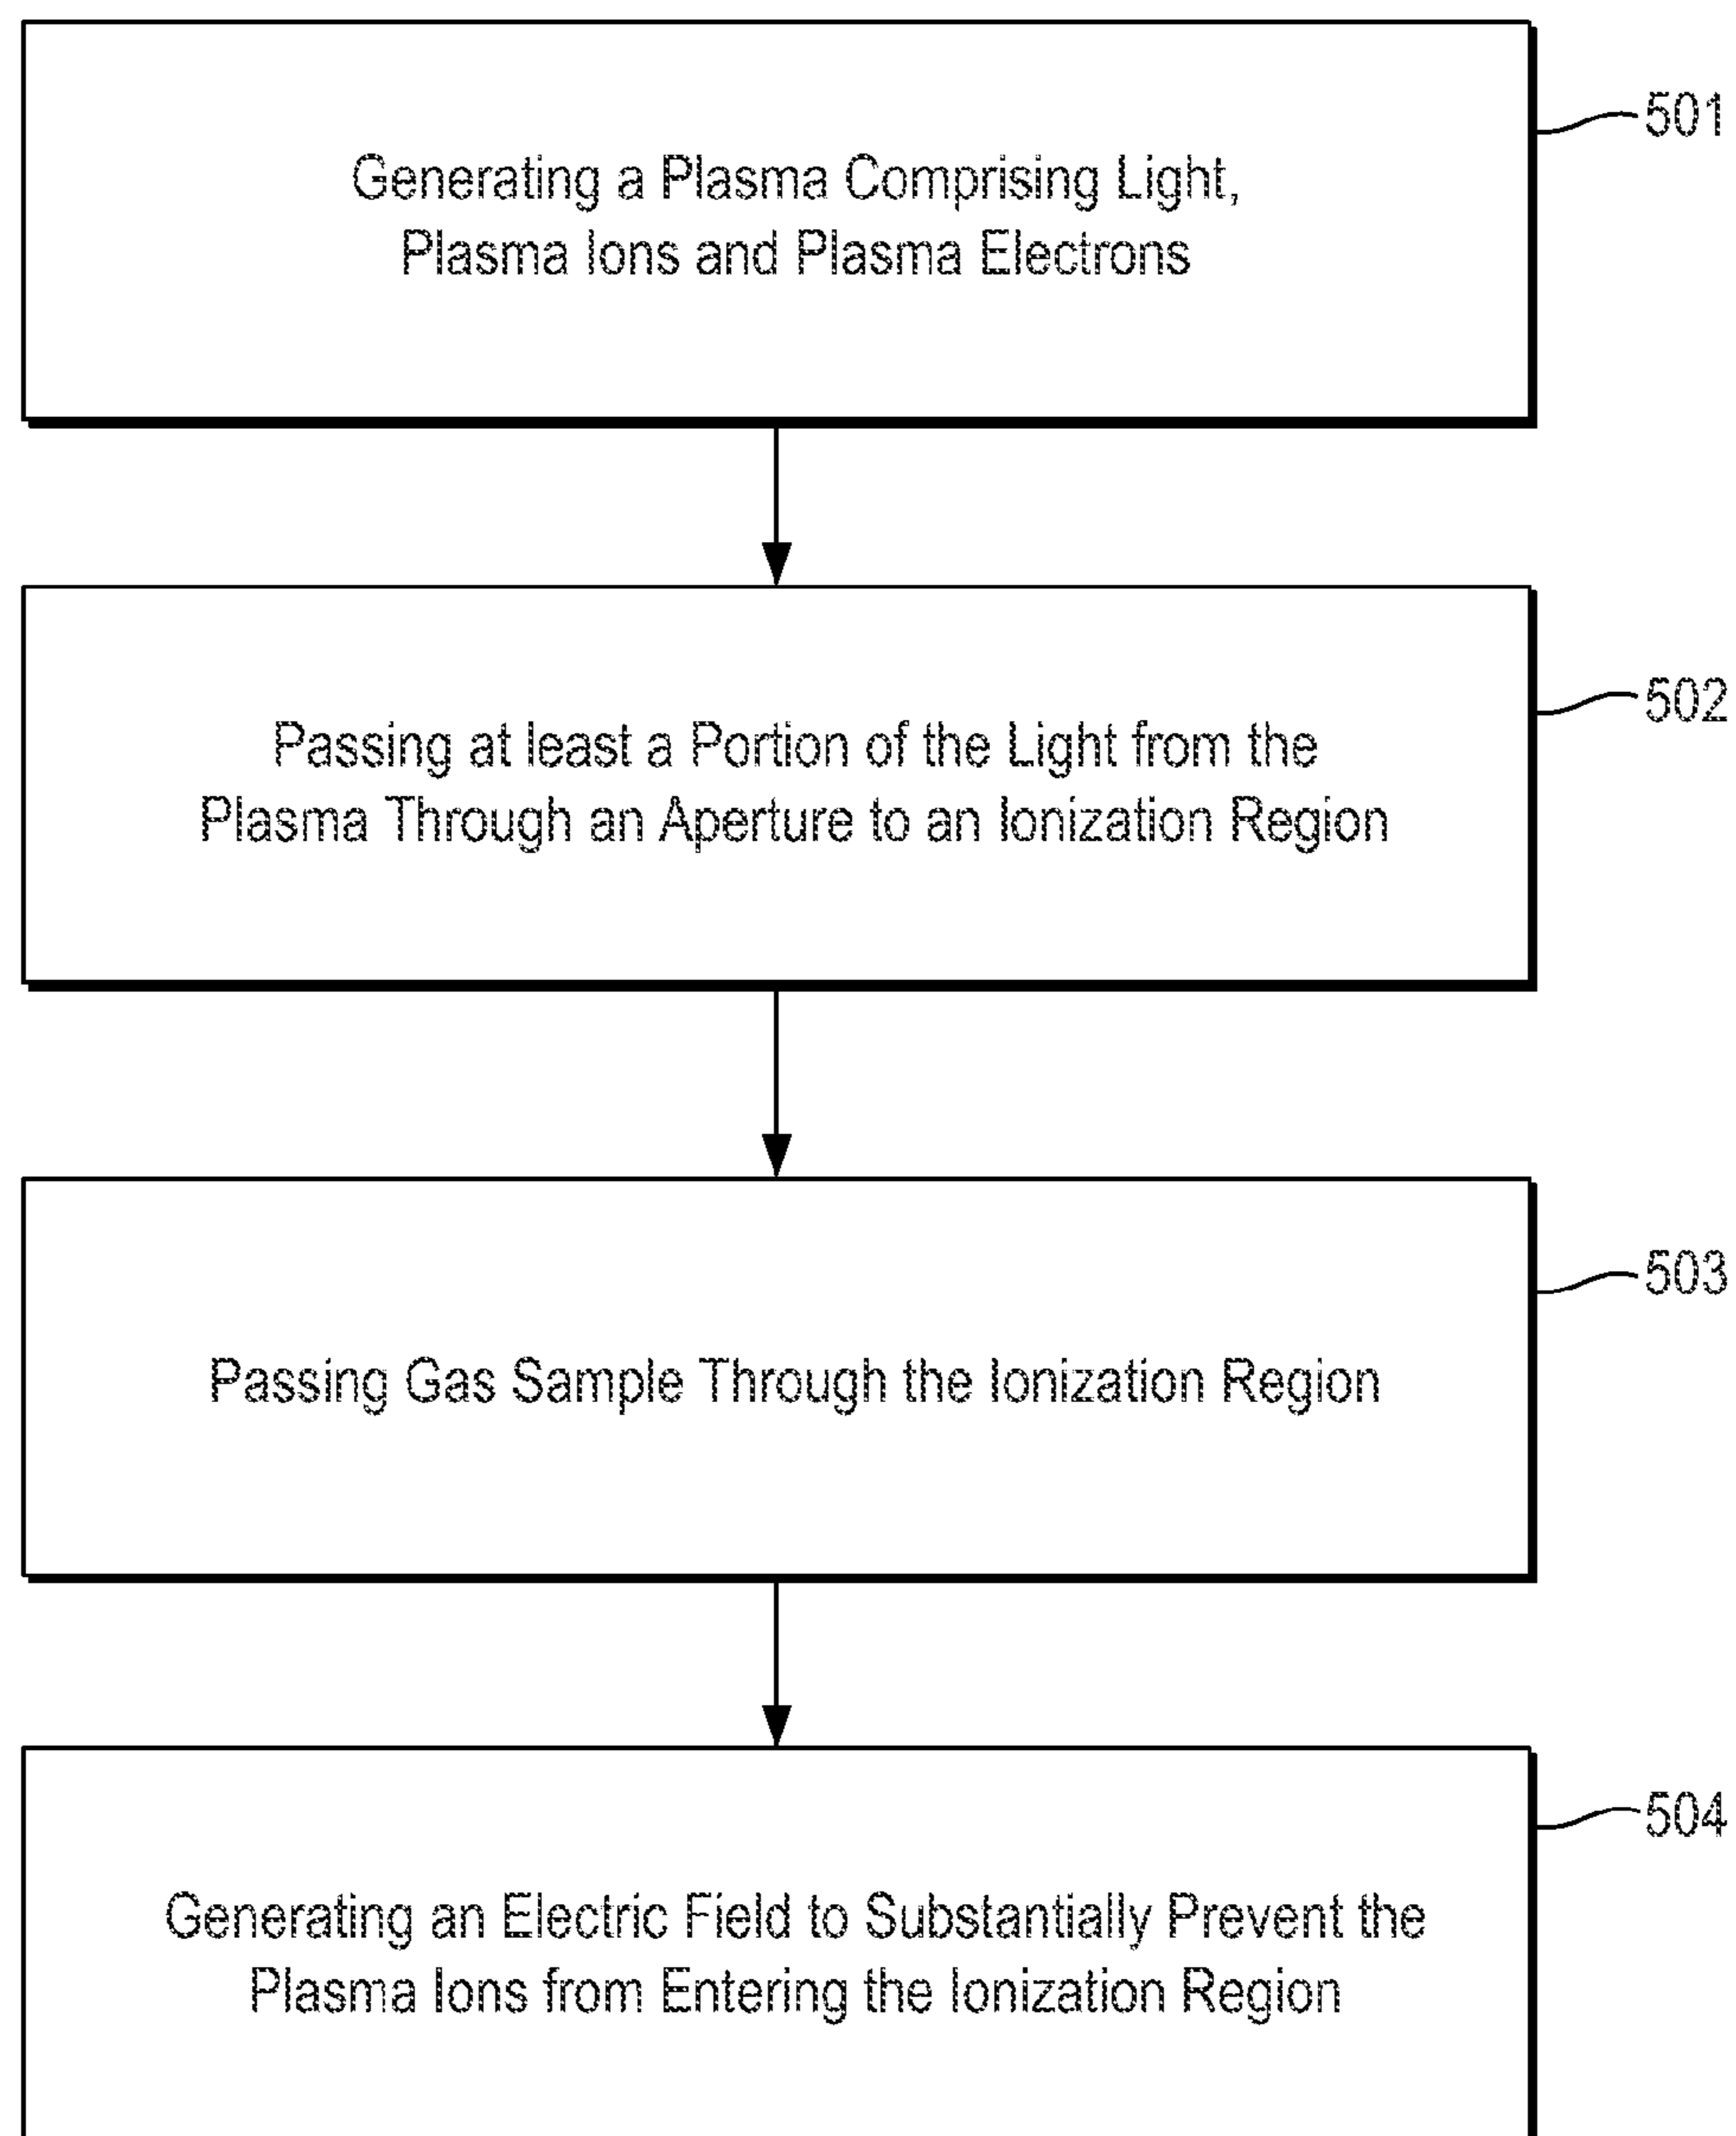 501
Generating a Plasma Comprising Light,
Plasma Ions and Plasma Electrons
502
Passing at least a Portion of the Light from the
Plasma Through an Aperture to an Ionization Region
503
Passing Gas Sample Through the Ionization Region
504
Generating an Electric Field to Substantially Prevent the
Plasma Ions from Entering the Ionization Region